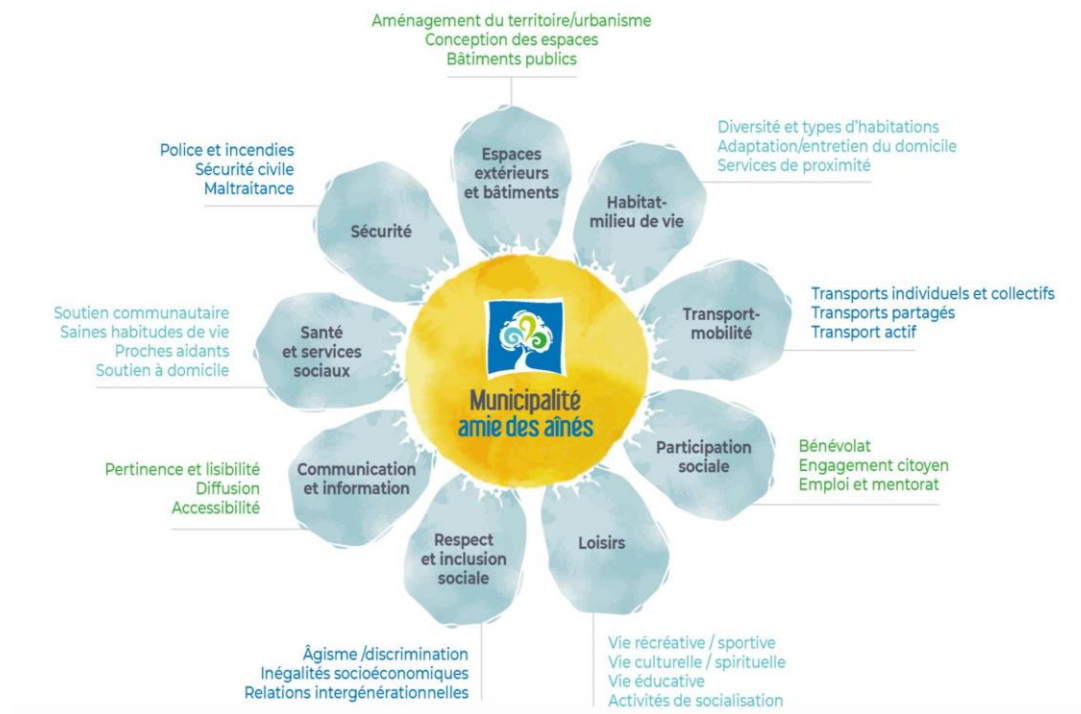 Aménagement du territoire/urbanisme
Conception des espaces
Bâtiments publics
Espaces
extérieurs
et bâtiments
Diversité et types d'habitations
Adaptation/entretien du domicile
Services de proximité
Habitat-
milieu de vie
Transports individuels et collectifs
Transports partagés
Transport actif
Transport-
mobilité
Bénévolat
Engagement citoyen
Emploi et mentorat
Participation
sociale
Loisirs
Vie récréative / sportive
Vie culturelle / spirituelle
Vie éducative
Activités de socialisation
Respect
et inclusion
sociale
Âgisme /discrimination
Inégalités socioéconomiques
Relations intergénérationnelles
Communication
et information
Pertinence et lisibilité
Diffusion
Accessibilité
Santé
et services
sociaux
Soutien communautaire
Saines habitudes de vie
Proches aidants
Soutien à domicile
Sécurité
Police et incendies
Sécurité civile
Maltraitance
Municipalité
amie des aînés